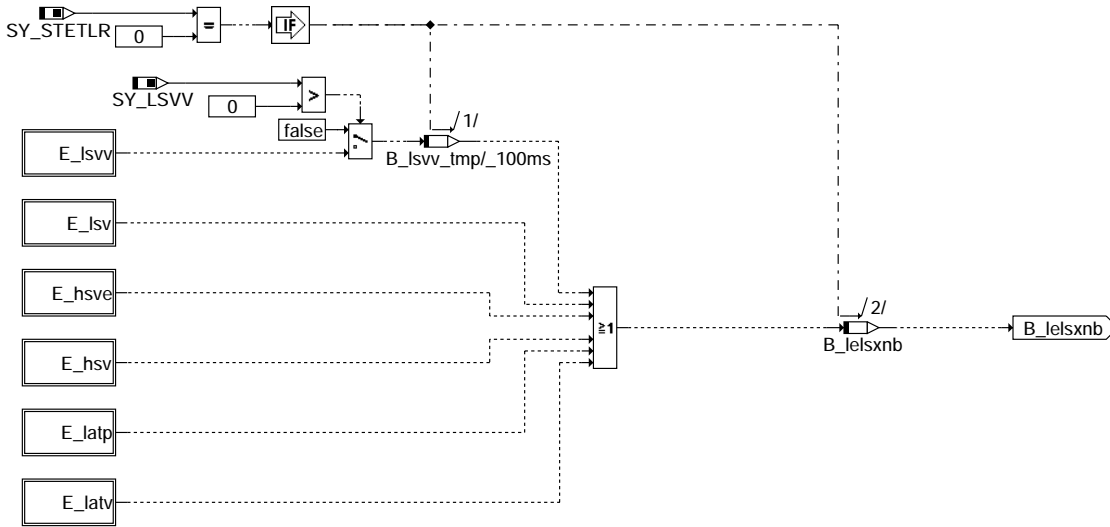 SY_STETLR
0
=
IF
SY_LSVV
0
>
false
/1/
B_lsvv_tmp/_100ms
E_lsvv
E_lsv
E_hsve
E_hsv
E_latp
E_latv
≥1
/2/
B_lelsxnb
B_lelsxnb